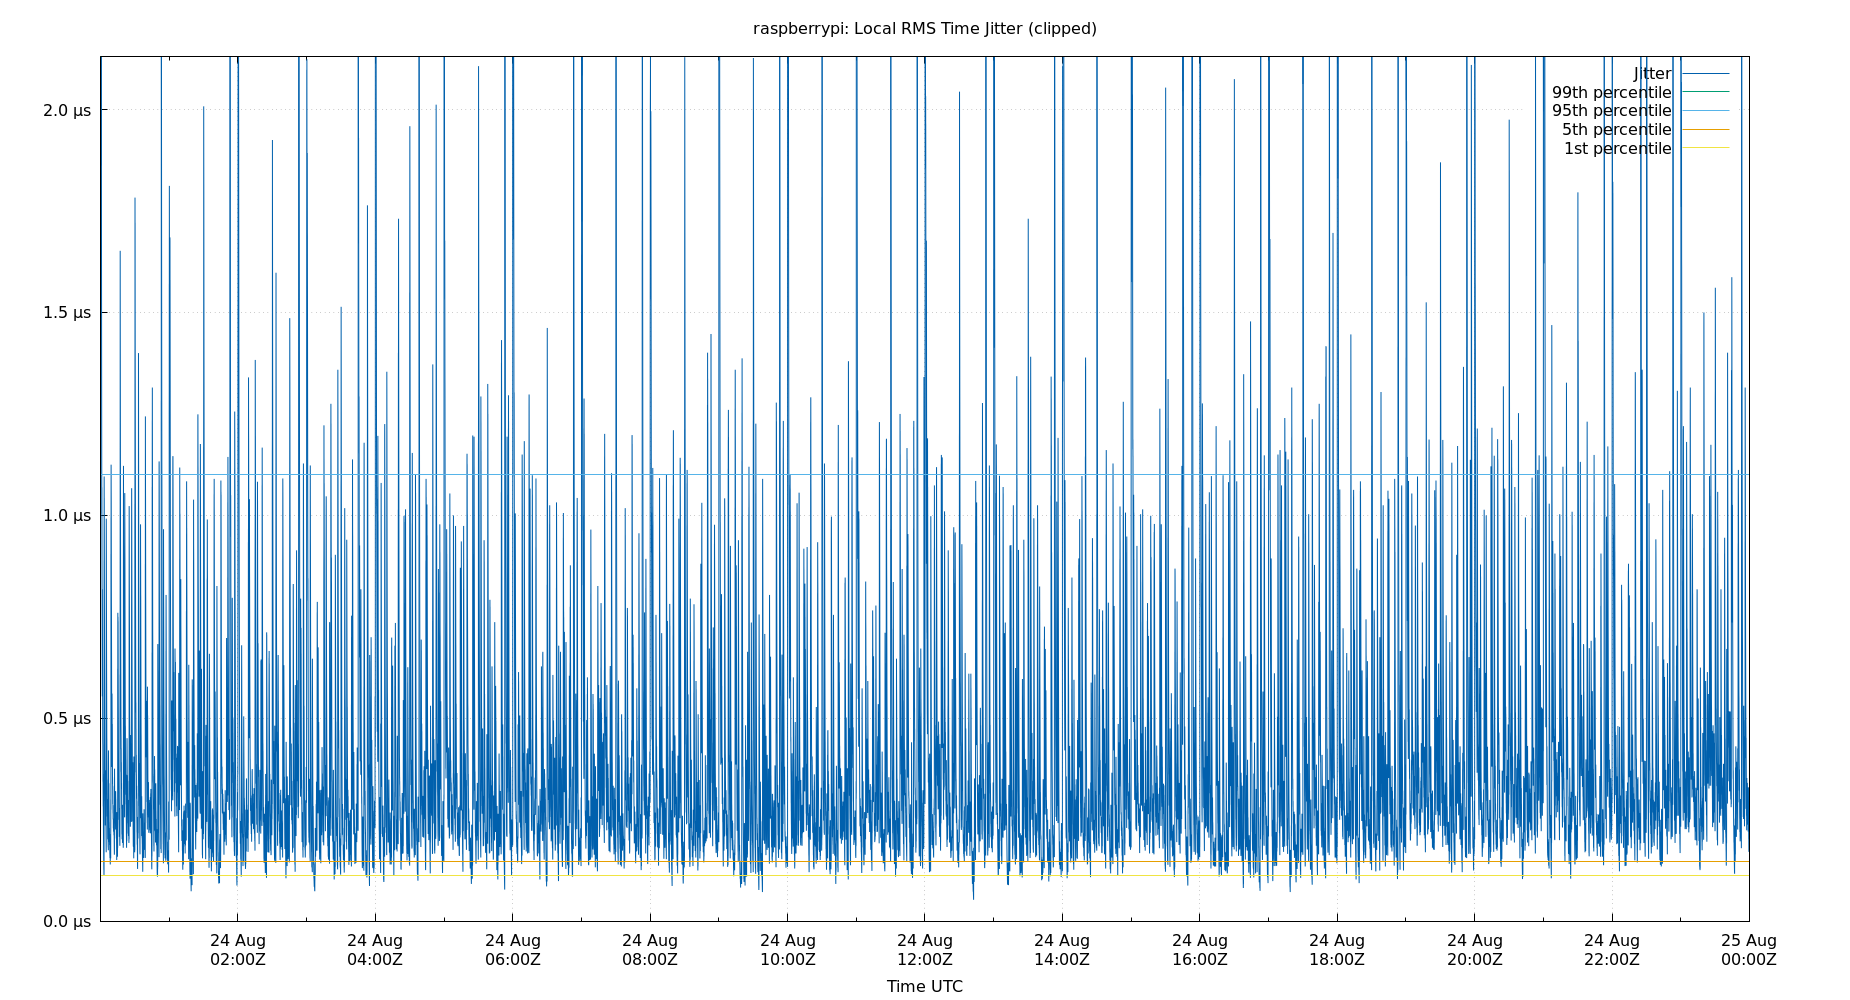 raspberrypi: Local RMS Time Jitter (clipped)
Jitter
99th percentile
95th percentile
5th percentile
1st percentile
2.0 µs
1.5 µs
1.0 µs
0.5 µs
0.0 µs
24 Aug 24 Aug 24 Aug 24 Aug 24 Aug 24 Aug 24 Aug 24 Aug 24 Aug 24 Aug 24 Aug 25 Aug
02:00Z 04:00Z 06:00Z 08:00Z 10:00Z 12:00Z 14:00Z 16:00Z 18:00Z 20:00Z 22:00Z 00:00Z
Time UTC